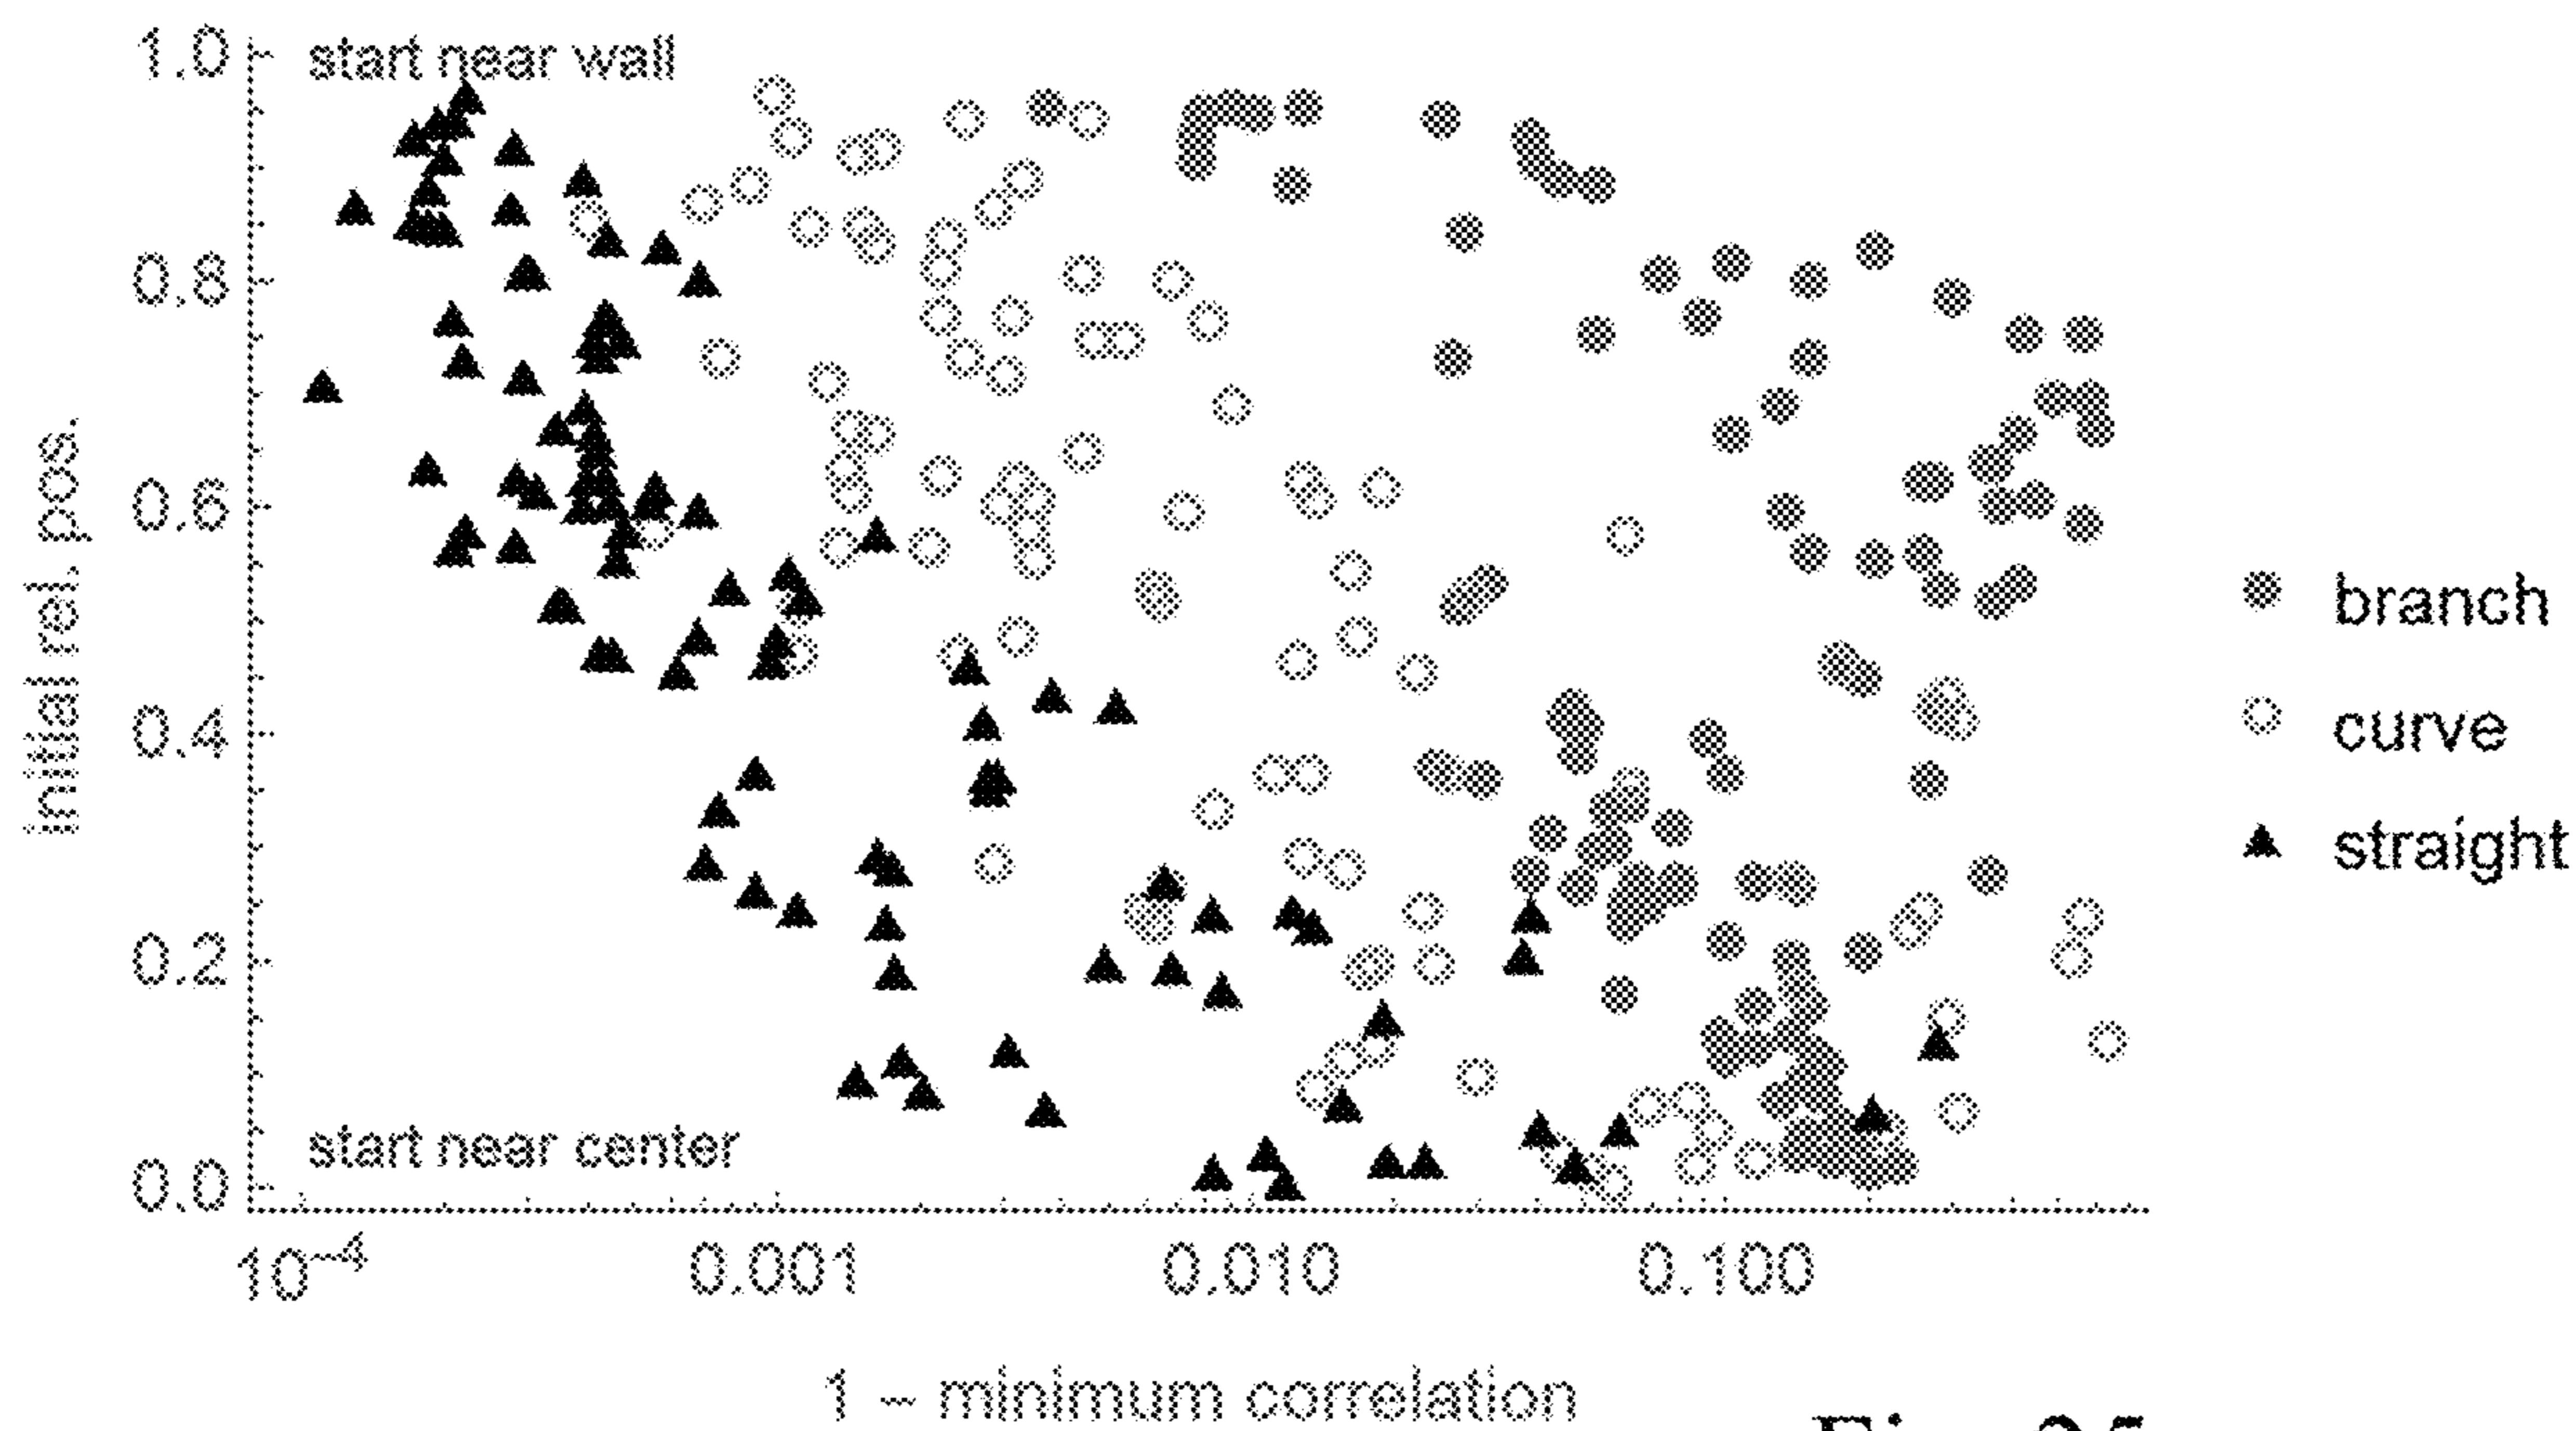 1.0
start near wall
0.8
0.6
0.4
0.2
0.0
initial rel. pos.
start near center
10⁻⁴
0.001
0.010
0.100
1 – minimum correlation
branch
curve
straight